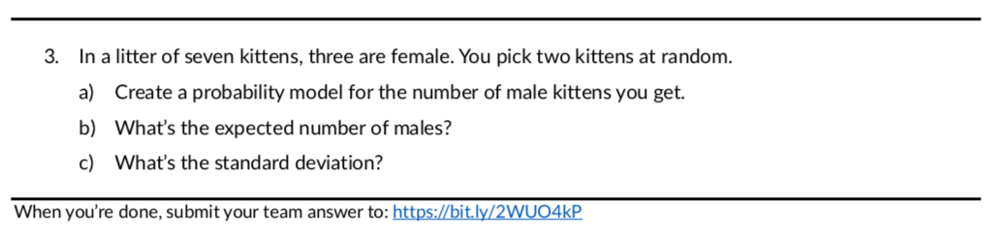 3. In a litter of seven kittens, three are female. You pick two kittens at random.
a) Create a probability model for the number of male kittens you get.
b) What's the expected number of males?
c) What's the standard deviation?
When you're done, submit your team answer to: https://bit.ly/2WUO4kP